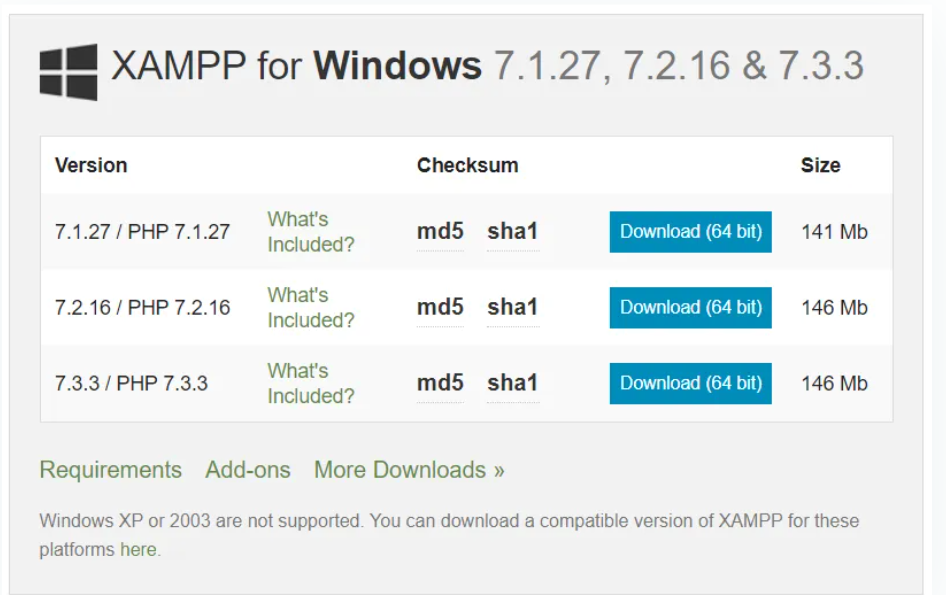 XAMPP for Windows 7.1.27, 7.2.16 & 7.3.3
Version Checksum Size
7.1.27 / PHP 7.1.27 What's Included? md5 sha1 Download (64 bit) 141 Mb
7.2.16 / PHP 7.2.16 What's Included? md5 sha1 Download (64 bit) 146 Mb
7.3.3 / PHP 7.3.3 What's Included? md5 sha1 Download (64 bit) 146 Mb
Requirements Add-ons More Downloads »
Windows XP or 2003 are not supported. You can download a compatible version of XAMPP for these
platforms here.